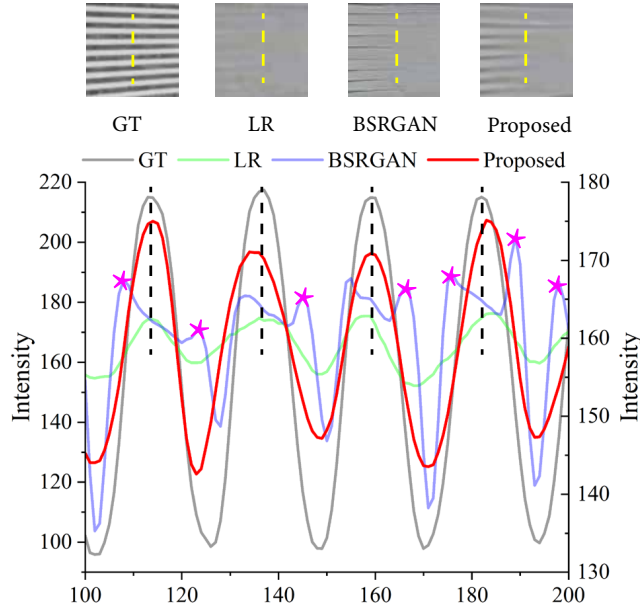 GT LR BSRGAN Proposed
GT LR BSRGAN Proposed
220 180
200 170
180
160 160
140 150
120 140
100
130
100 120 140 160 180 200
Intensity
Intensity